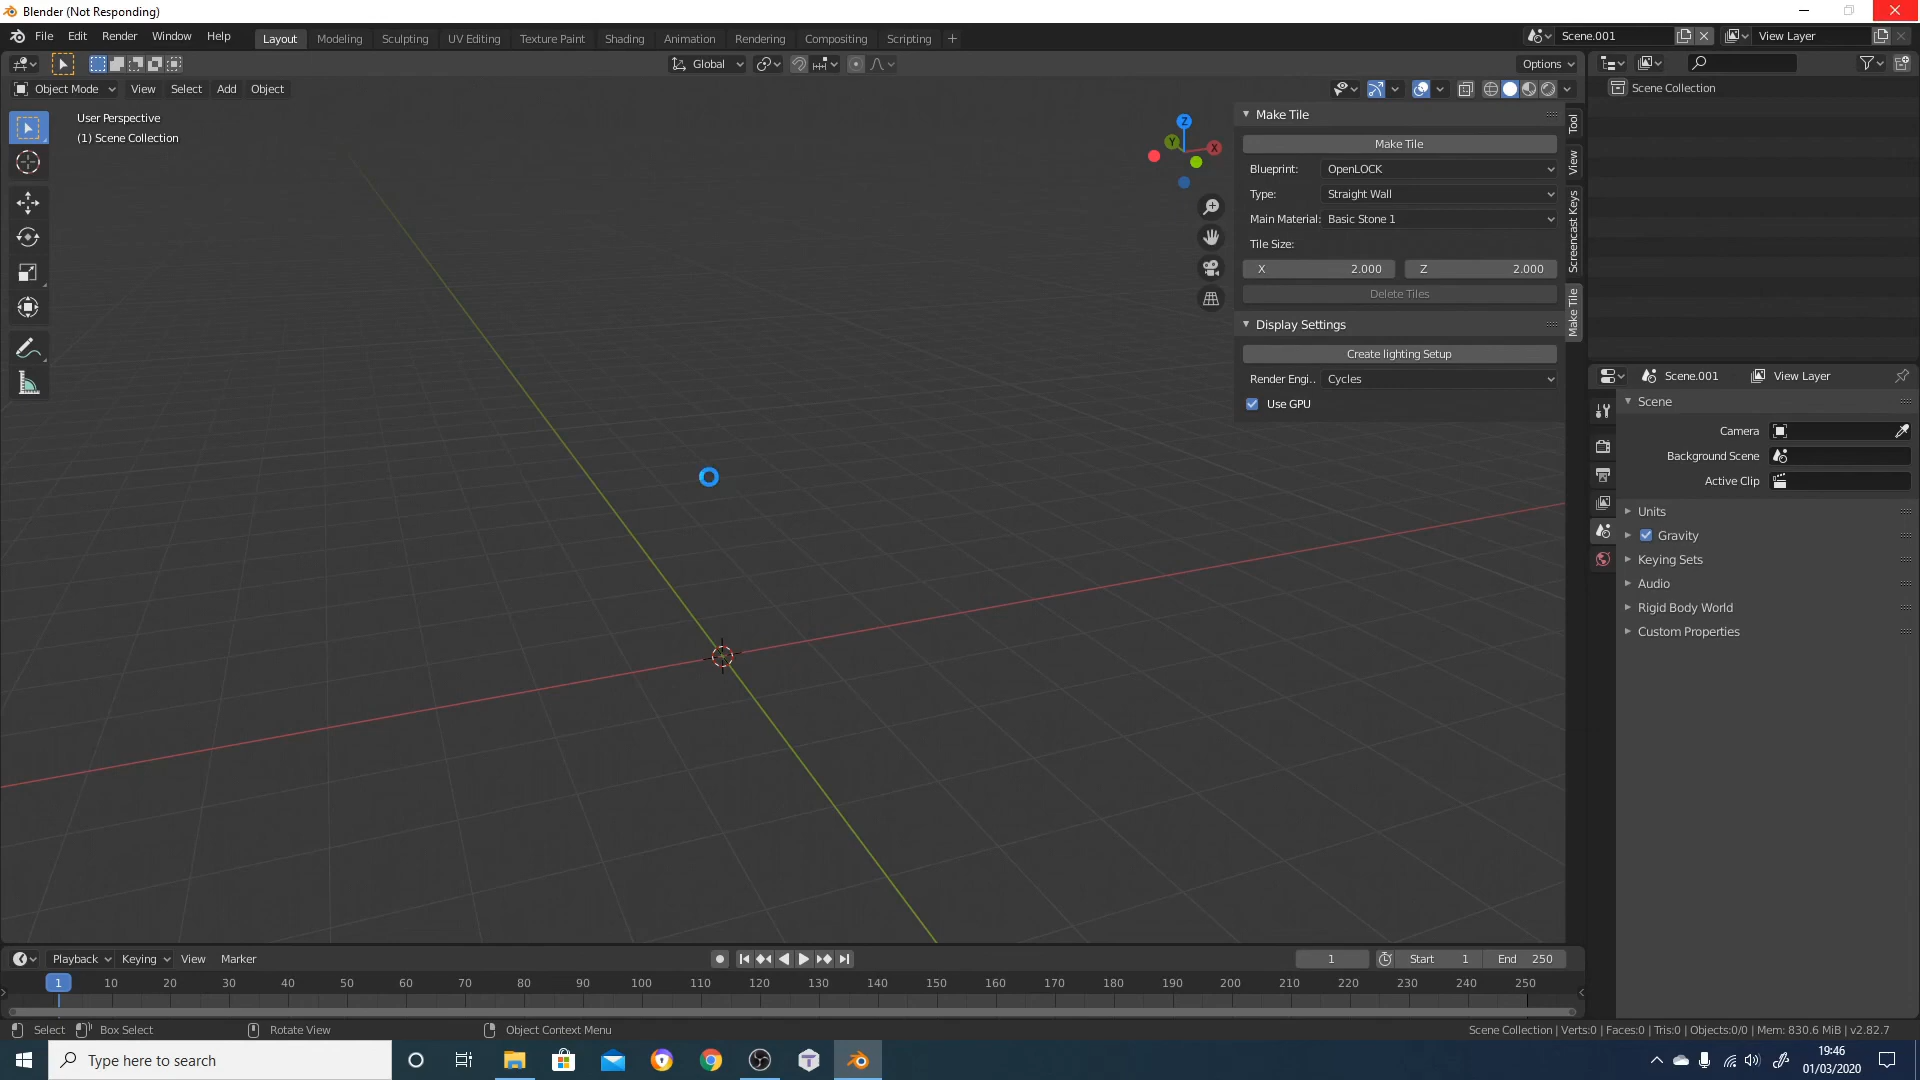 Blender (Not Responding)
File Edit Render Window Help
Layout Modeling Sculpting UV Editing Texture Paint Shading Animation Rendering Compositing Scripting +
Scene.001
View Layer
Global
Options
Object Mode View Select Add Object
User Perspective
(1) Scene Collection
Z
Y
X
Make Tile
Make Tile
Blueprint: OpenLOCK
Type: Straight Wall
Main Material: Basic Stone 1
Tile Size:
X 2.000 Z 2.000
Delete Tiles
Display Settings
Create lighting Setup
Render Engi.. Cycles
Use GPU
Tool
View
Screencast Keys
Make Tile
Scene Collection
Scene.001 View Layer
Scene
Camera
Background Scene
Active Clip
Units
Gravity
Keying Sets
Audio
Rigid Body World
Custom Properties
Playback Keying View Marker
1
Start 1 End 250
1 10 20 30 40 50 60 70 80 90 100 110 120 130 140 150 160 170 180 190 200 210 220 230 240 250
Select Box Select Rotate View Object Context Menu
Scene Collection | Verts:0 | Faces:0 | Tris:0 | Objects:0/0 | Mem: 830.6 MiB | v2.82.7
Type here to search
19:46
01/03/2020